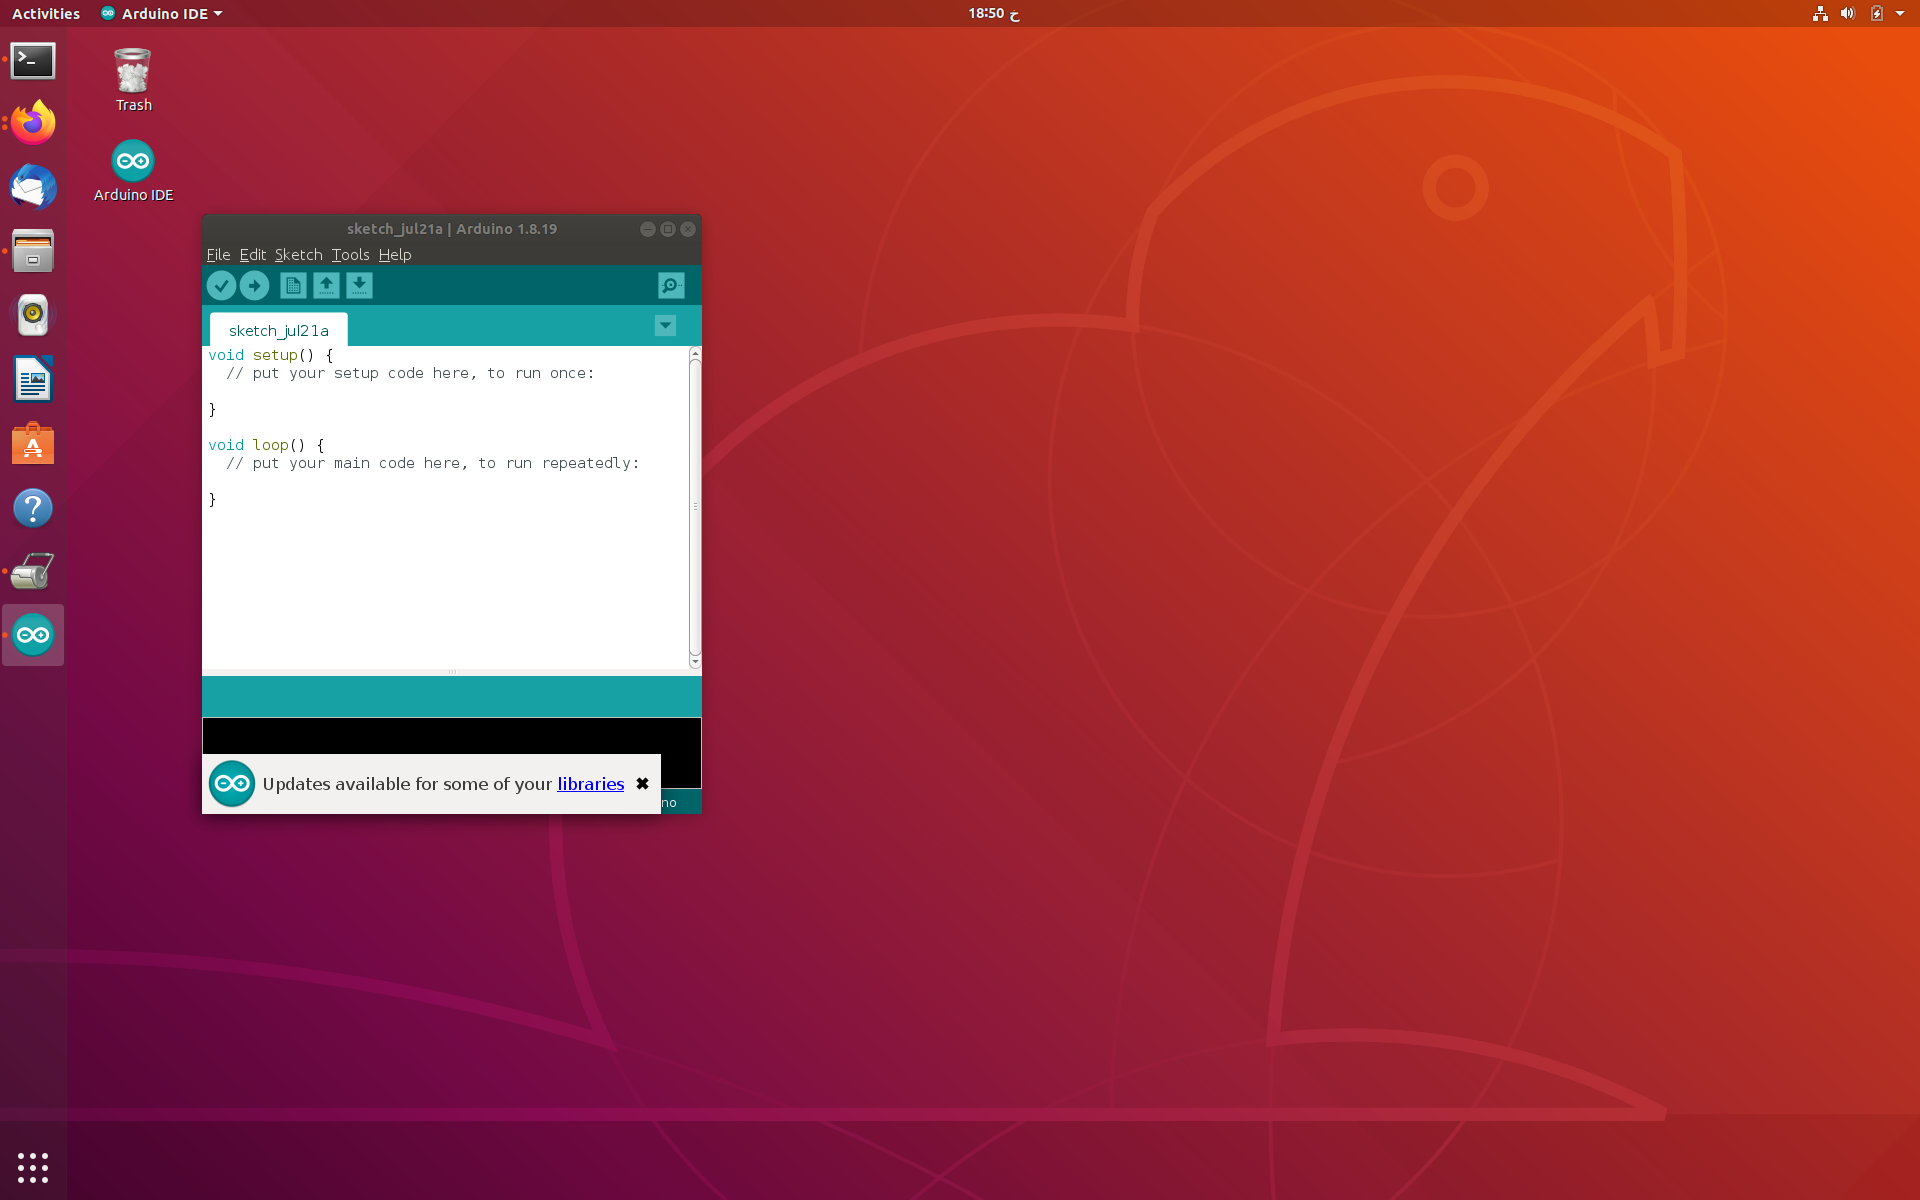 Activities
Arduino IDE
خ 18:50
Trash
Arduino IDE
sketch_jul21a | Arduino 1.8.19
File Edit Sketch Tools Help
sketch_jul21a
void setup() {
// put your setup code here, to run once:
}
void loop() {
// put your main code here, to run repeatedly:
}
Updates available for some of your libraries
no